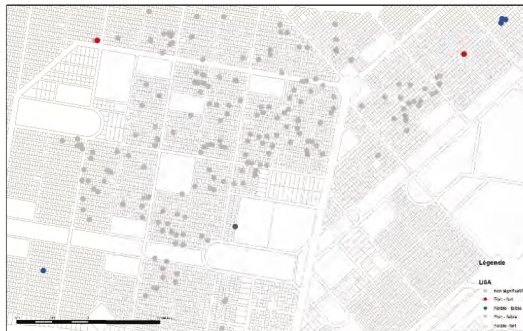 Légende
LISA
Non significatif
Fort - fort
Faible - faible
Fort - faible
Faible - fort